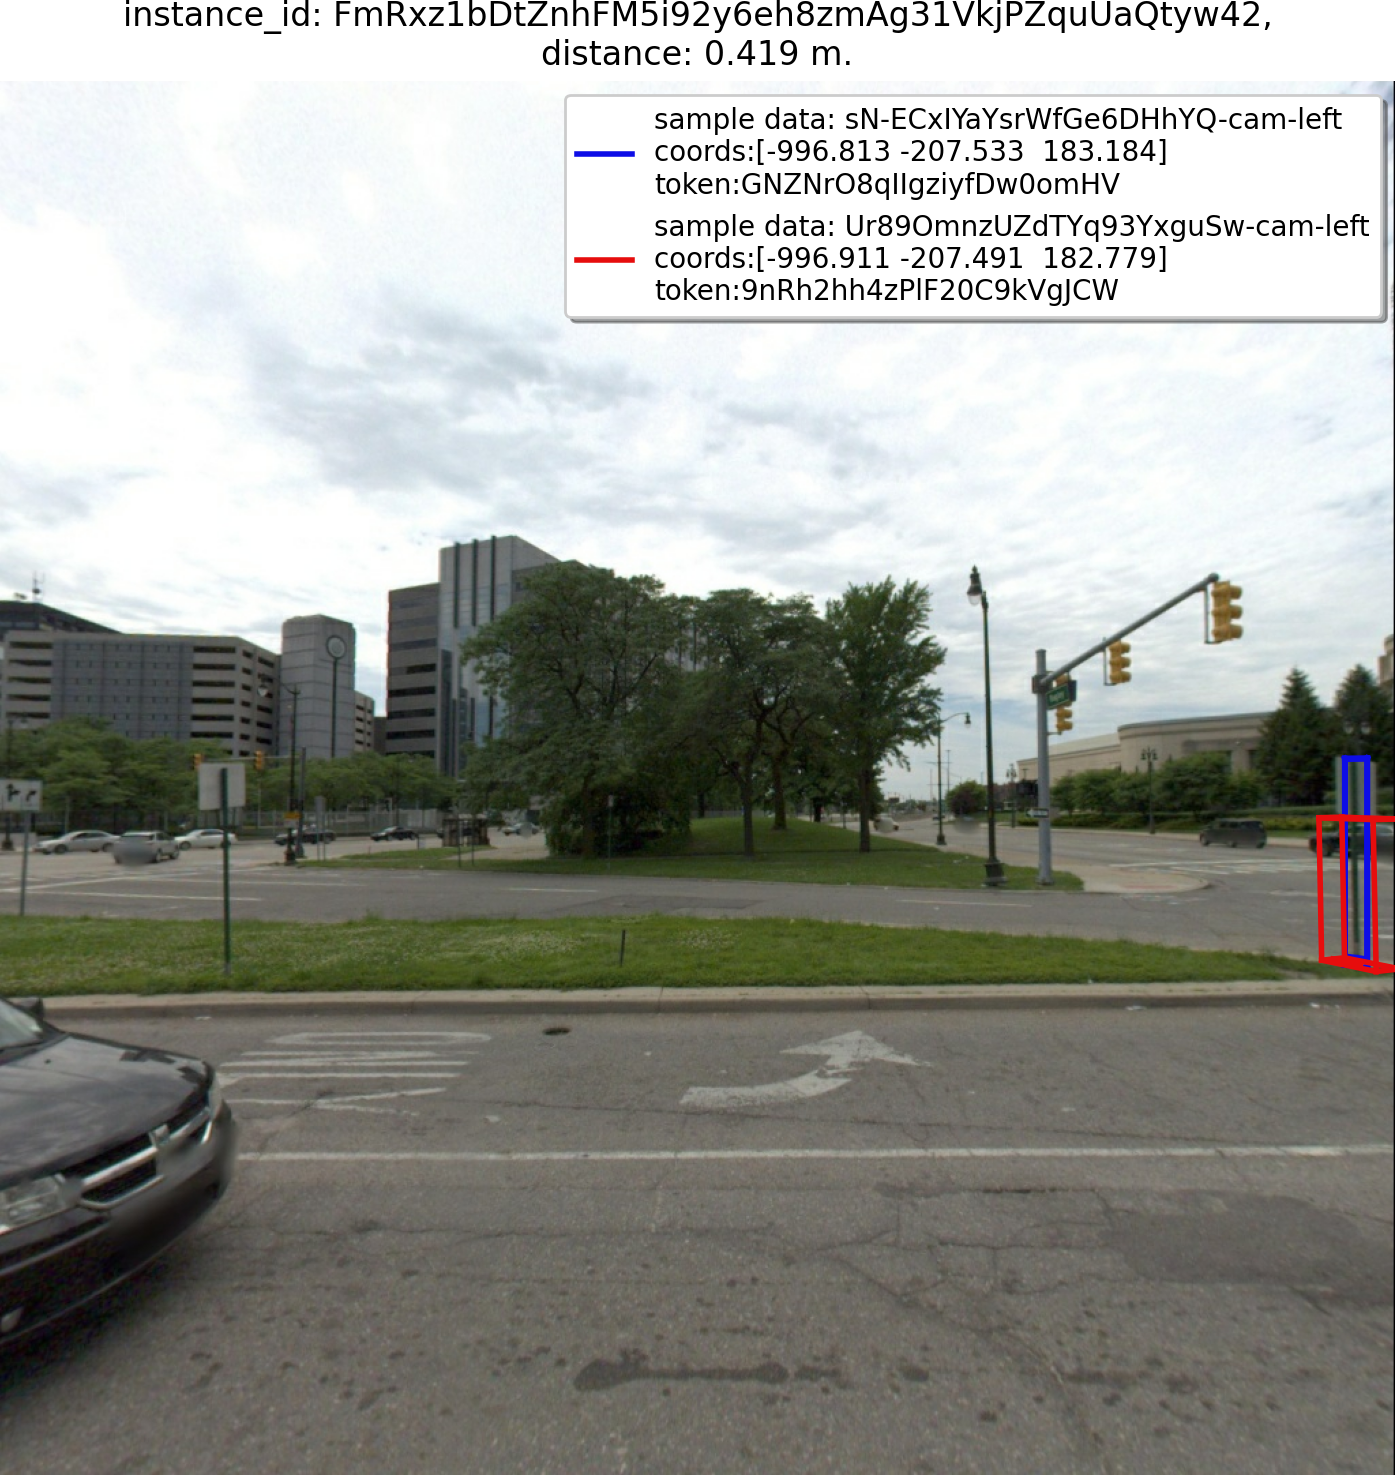 instance_id: FmRxz1bDtZnhFM5i92y6eh8zmAg31VkjPZquUaQtyw42,
distance: 0.419 m.
sample data: sN-ECxIYaYsrWfGe6DHhYQ-cam-left
coords:[-996.813 -207.533  183.184]
token:GNZNrO8qIIgziyfDw0omHV
sample data: Ur89OmnzUZdTYq93YxguSw-cam-left
coords:[-996.911 -207.491  182.779]
token:9nRh2hh4zPlF20C9kVgJCW